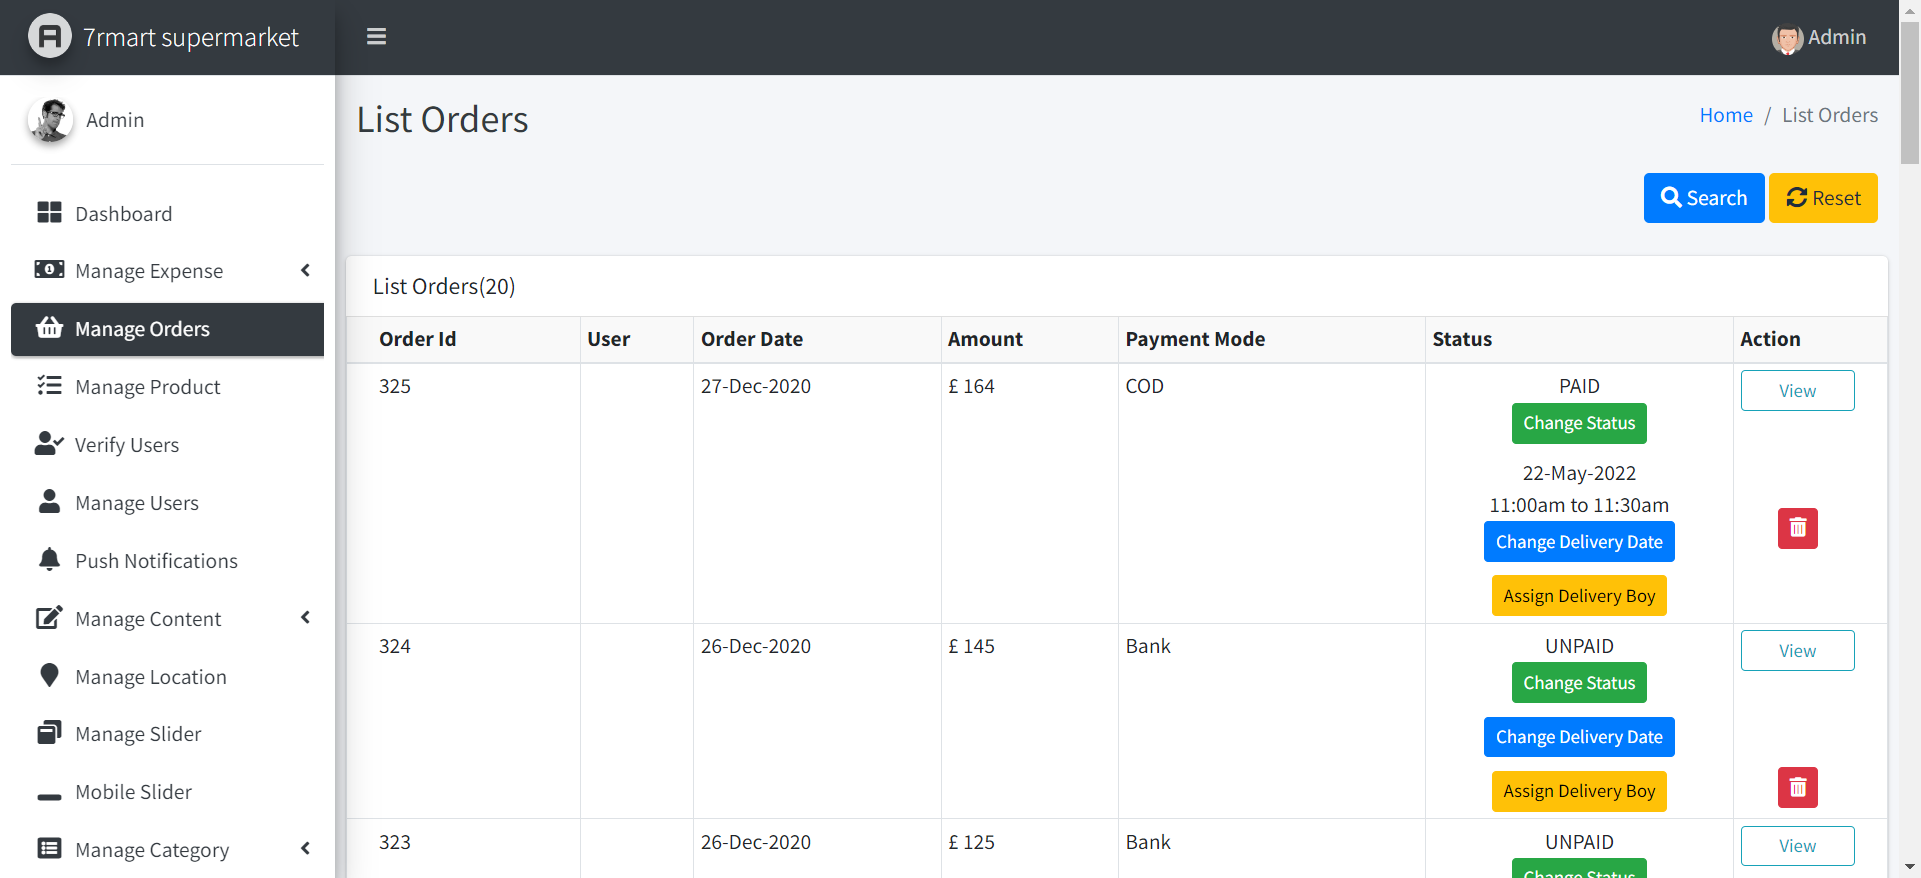 7rmart supermarket
Admin
Admin
Dashboard
Manage Expense
Manage Orders
Manage Product
Verify Users
Manage Users
Push Notifications
Manage Content
Manage Location
Manage Slider
Mobile Slider
Manage Category
List Orders
Home / List Orders
Search Reset
List Orders(20)
Order Id User Order Date Amount Payment Mode Status Action
325 27-Dec-2020 £ 164 COD PAID View
Change Status
22-May-2022
11:00am to 11:30am
Change Delivery Date
Assign Delivery Boy
324 26-Dec-2020 £ 145 Bank UNPAID View
Change Status
Change Delivery Date
Assign Delivery Boy
323 26-Dec-2020 £ 125 Bank UNPAID View
Change Status